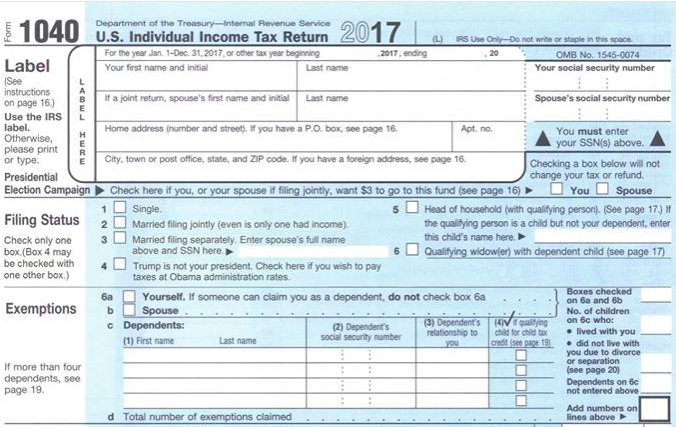 Form 1040
Department of the Treasury—Internal Revenue Service
U.S. Individual Income Tax Return 2017 (L) IRS Use Only—Do not write or staple in this space.
For the year Jan. 1-Dec. 31, 2017, or other tax year beginning , 2017, ending , 20
OMB No. 1545-0074
Label
(See
instructions
on page 16.)
Use the IRS
label.
Otherwise,
please print
or type.
LABEL
HERE
Your first name and initial
Last name
Your social security number
If a joint return, spouse's first name and initial
Last name
Spouse's social security number
Home address (number and street). If you have a P.O. box, see page 16.
Apt. no.
You must enter
your SSN(s) above.
City, town or post office, state, and ZIP code. If you have a foreign address, see page 16.
Checking a box below will not
change your tax or refund.
Presidential
Election Campaign
Check here if you, or your spouse if filing jointly, want $3 to go to this fund (see page 16)
You
Spouse
Filing Status
Check only one
box.(Box 4 may
be checked with
one other box.)
1 Single.
2 Married filing jointly (even is only one had income).
3 Married filing separately. Enter spouse's full name
above and SSN here.
4 Trump is not your president. Check here if you wish to pay
taxes at Obama administration rates.
5 Head of household (with qualifying person). (See page 17.) If
the qualifying person is a child but not your dependent, enter
this child's name here.
6 Qualifying widow(er) with dependent child (see page 17)
Exemptions
If more than four
dependents, see
page 19.
6a Yourself. If someone can claim you as a dependent, do not check box 6a
b Spouse
c Dependents:
(1) First name Last name
(2) Dependent's
social security number
(3) Dependent's
relationship to
you
(4)✓ if qualifying
child for child tax
credit (see page 19)
d Total number of exemptions claimed
Boxes checked
on 6a and 6b
No. of children
on 6c who:
• lived with you
• did not live with
you due to divorce
or separation
(see page 20)
Dependents on 6c
not entered above
Add numbers on
lines above